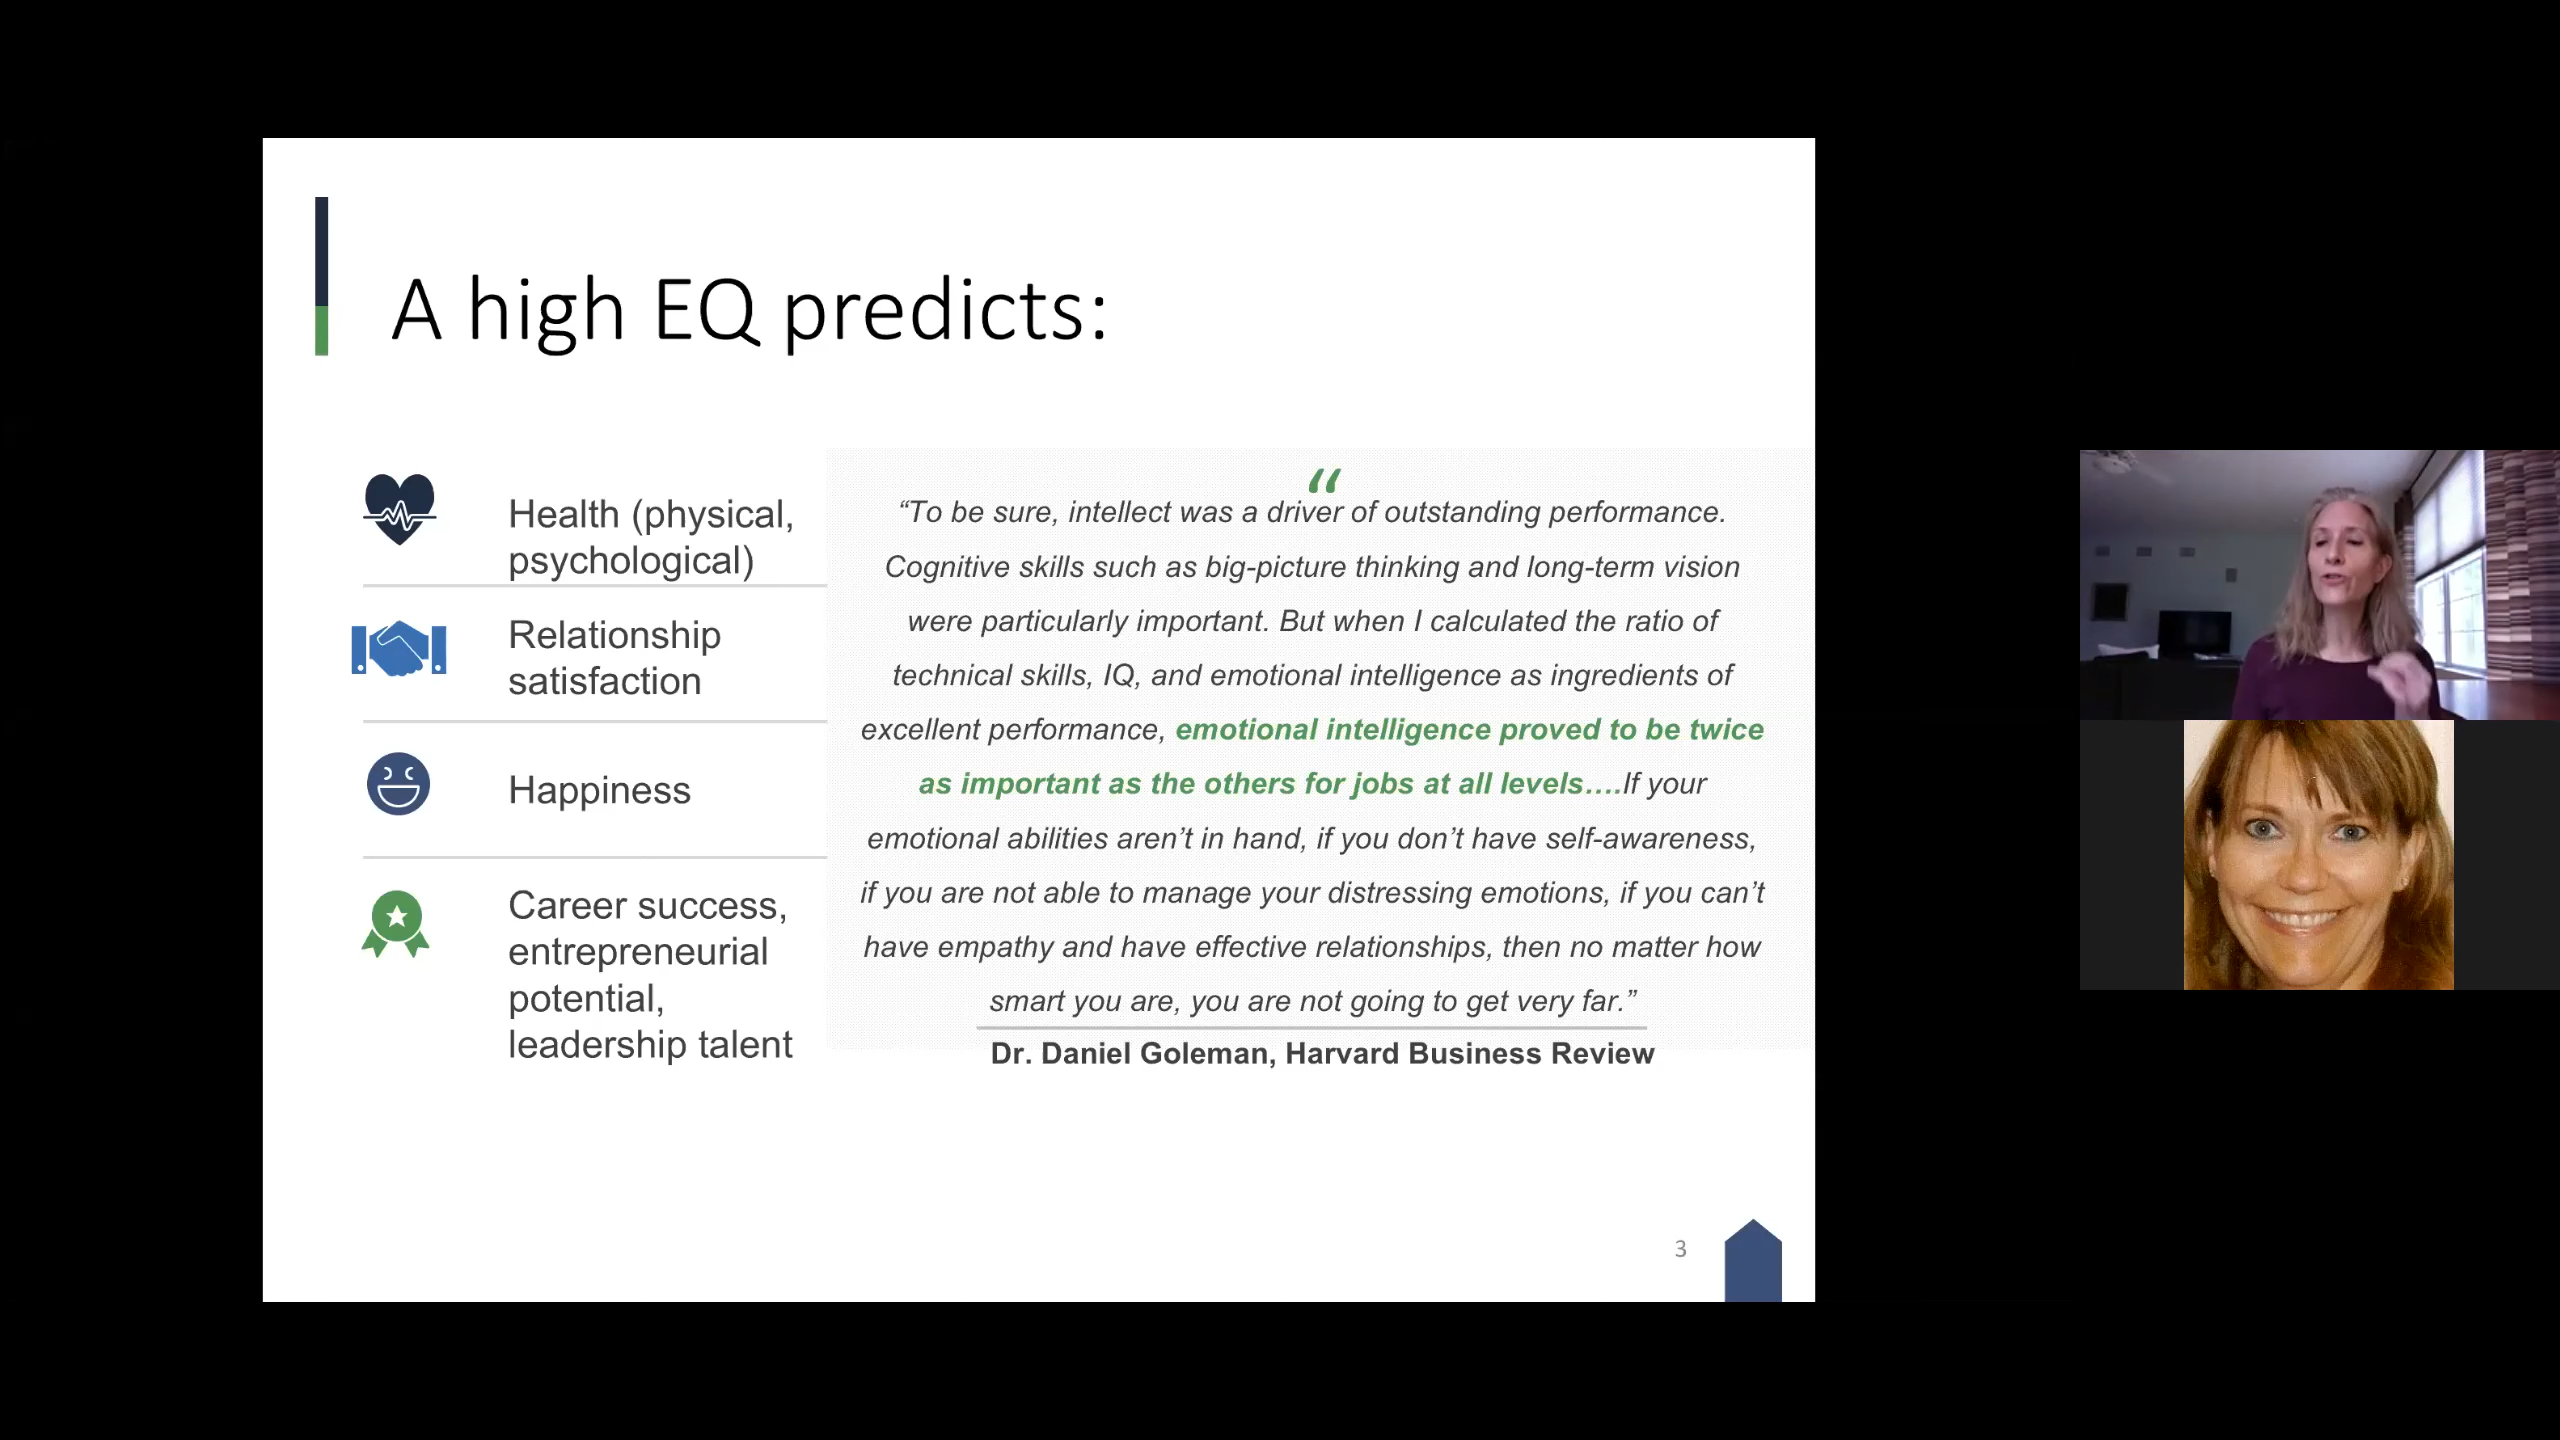 A high EQ predicts:
Health (physical,
psychological)
Relationship
satisfaction
Happiness
Career success,
entrepreneurial
potential,
leadership talent
“
“To be sure, intellect was a driver of outstanding performance.
Cognitive skills such as big-picture thinking and long-term vision
were particularly important. But when I calculated the ratio of
technical skills, IQ, and emotional intelligence as ingredients of
excellent performance, emotional intelligence proved to be twice
as important as the others for jobs at all levels….If your
emotional abilities aren’t in hand, if you don’t have self-awareness,
if you are not able to manage your distressing emotions, if you can’t
have empathy and have effective relationships, then no matter how
smart you are, you are not going to get very far.”
Dr. Daniel Goleman, Harvard Business Review
3